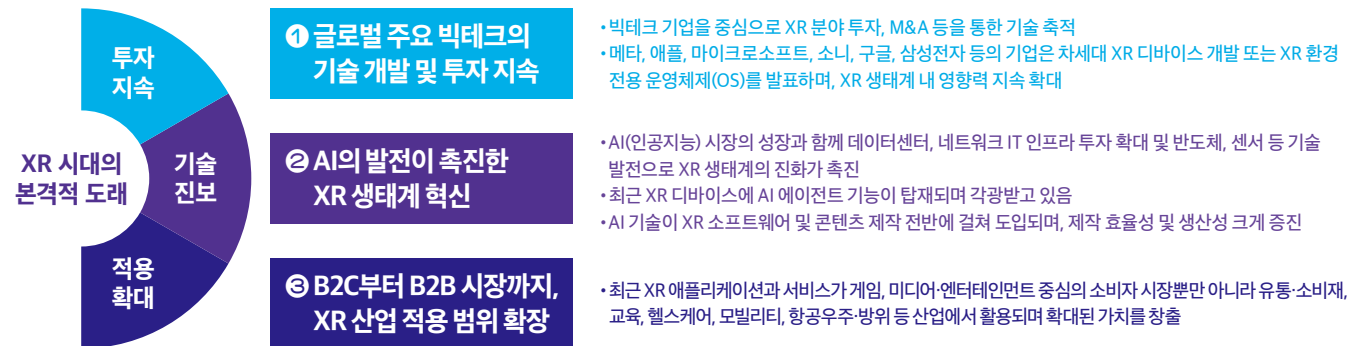 XR 시대의
본격적 도래
투자
지속
❶ 글로벌 주요 빅테크의
기술 개발 및 투자 지속
• 빅테크 기업을 중심으로 XR 분야 투자, M&A 등을 통한 기술 축적
• 메타, 애플, 마이크로소프트, 소니, 구글, 삼성전자 등의 기업은 차세대 XR 디바이스 개발 또는 XR 환경
전용 운영체제(OS)를 발표하며, XR 생태계 내 영향력 지속 확대
기술
진보
❷ AI의 발전이 촉진한
XR 생태계 혁신
• AI(인공지능) 시장의 성장과 함께 데이터센터, 네트워크 IT 인프라 투자 확대 및 반도체, 센서 등 기술
발전으로 XR 생태계의 진화가 촉진
• 최근 XR 디바이스에 AI 에이전트 기능이 탑재되며 각광받고 있음
• AI 기술이 XR 소프트웨어 및 콘텐츠 제작 전반에 걸쳐 도입되며, 제작 효율성 및 생산성 크게 증진
적용
확대
❸ B2C부터 B2B 시장까지,
XR 산업 적용 범위 확장
• 최근 XR 애플리케이션과 서비스가 게임, 미디어·엔터테인먼트 중심의 소비자 시장뿐만 아니라 유통·소비재,
교육, 헬스케어, 모빌리티, 항공우주·방위 등 산업에서 활용되며 확대된 가치를 창출